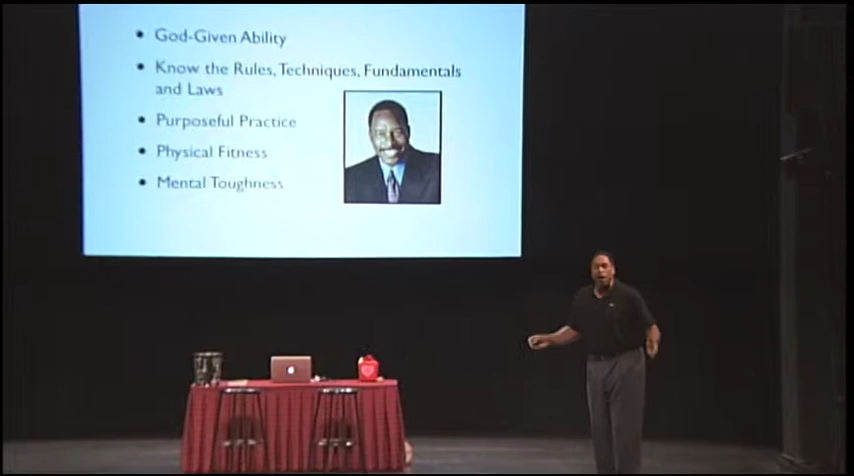 God-Given Ability
Know the Rules, Techniques, Fundamentals
and Laws
Purposeful Practice
Physical Fitness
Mental Toughness